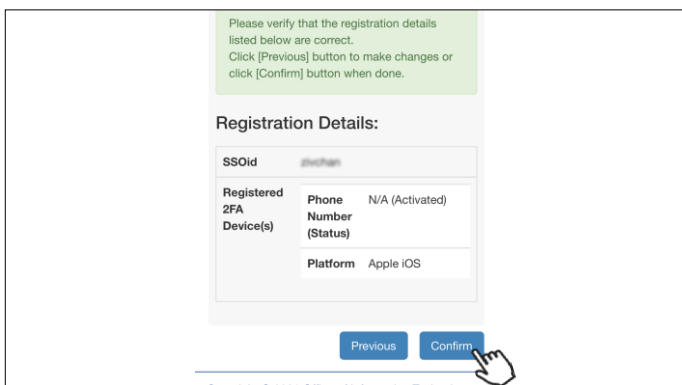 Please verify that the registration details
listed below are correct.
Click [Previous] button to make changes or
click [Confirm] button when done.
Registration Details:
SSOid zivchan
Registered
2FA
Device(s)
Phone
Number
(Status)
N/A (Activated)
Platform Apple iOS
Previous Confirm